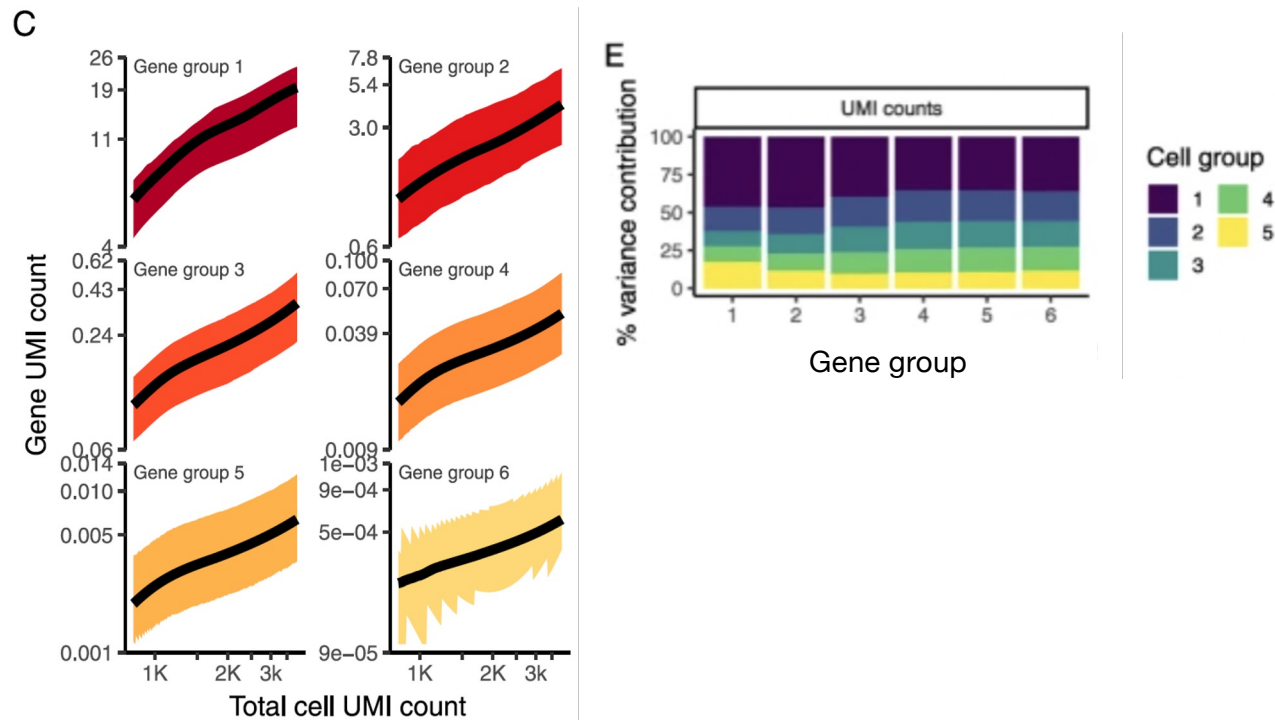 C
Gene UMI count
Gene group 1
26
19
11
4
Gene group 2
7.8
5.4
3.0
0.6
Gene group 3
0.62
0.43
0.24
0.06
Gene group 4
0.100
0.070
0.039
0.009
Gene group 5
0.014
0.010
0.005
0.001
Gene group 6
1e−03
9e−04
5e−04
9e−05
1K 2K 3k
1K 2K 3k
Total cell UMI count
E
UMI counts
% variance contribution
100
75
50
25
0
1 2 3 4 5 6
Gene group
Cell group
1 4
2 5
3